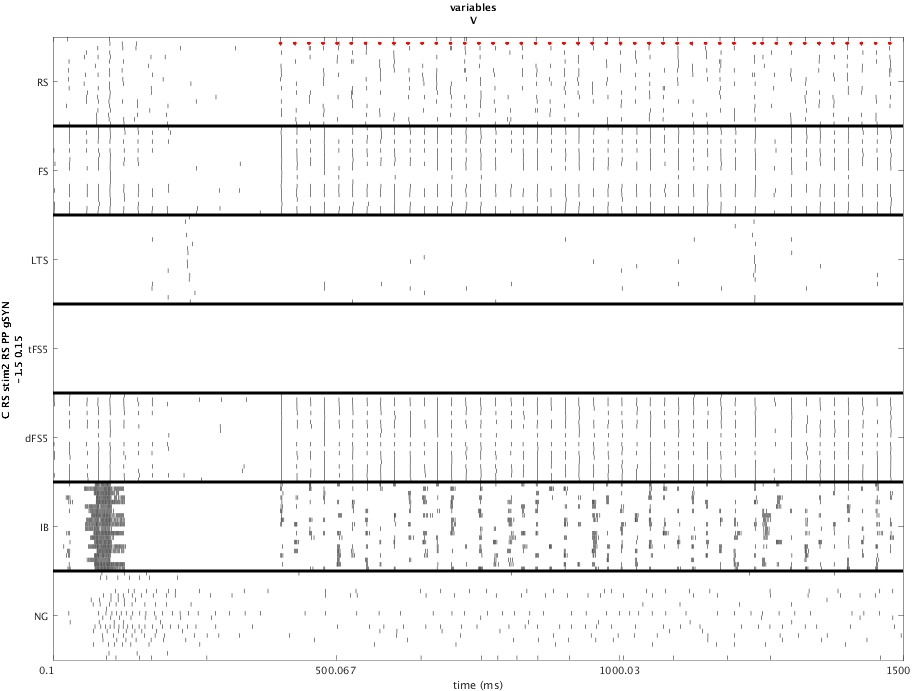 variables
V
RS
FS
LTS
tFS5
dFS5
IB
NG
C RS stim2 RS PP gSYN
-1.5 0.15
0.1
500.067
1000.03
1500
time (ms)